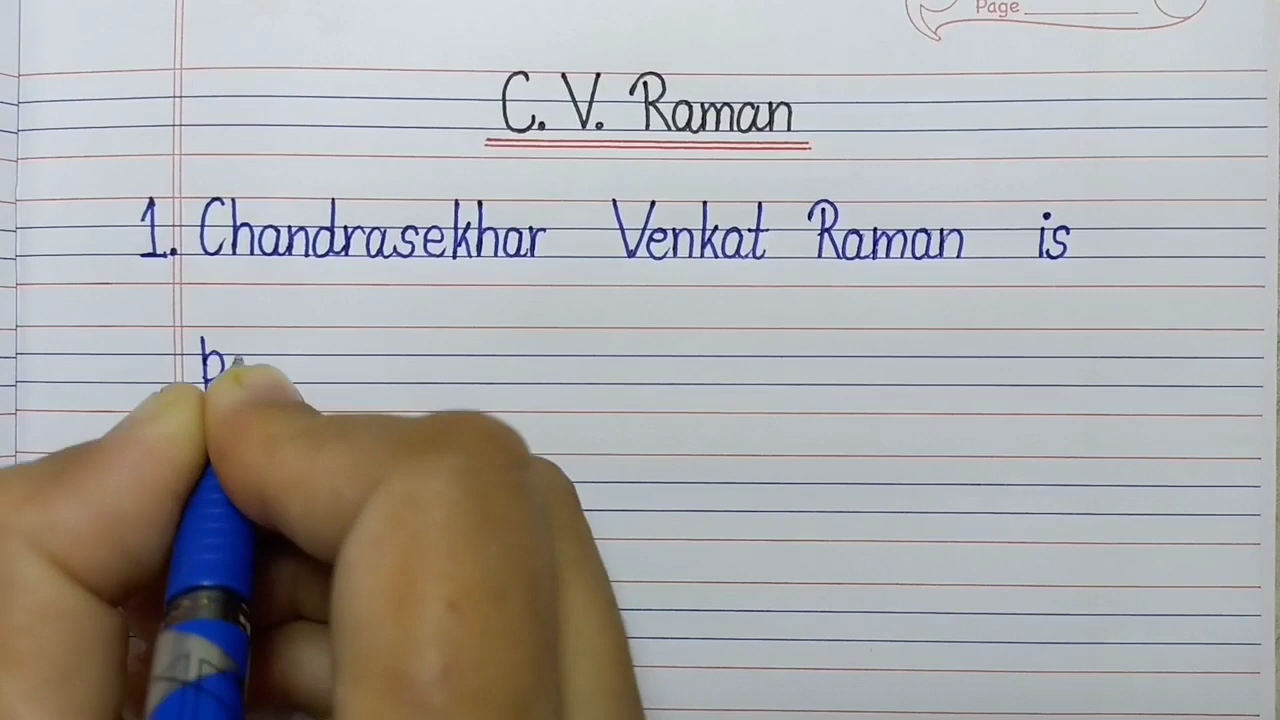 Page
C. V. Raman
1. Chandrasekhar Venkat Raman is